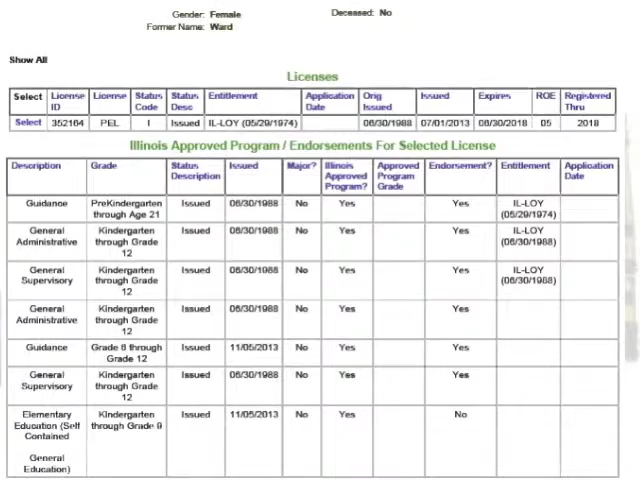 Gender: Female Deceased: No
Former Name: Ward
Show All
Licenses
Select License ID License Status Code Status Desc Entitlement Application Date Orig Issued Issued Expires ROE Registered Thru
Select 352164 PEL I Issued IL-LOY (05/29/1974) 06/30/1988 07/01/2013 06/30/2018 05 2018
Illinois Approved Program / Endorsements For Selected License
Description Grade Status Description Issued Major? Illinois Approved Program? Approved Program Grade Endorsement? Entitlement Application Date
Guidance PreKindergarten through Age 21 Issued 06/30/1988 No Yes Yes IL-LOY (05/29/1974)
General Administrative Kindergarten through Grade 12 Issued 06/30/1988 No Yes Yes IL-LOY (06/30/1988)
General Supervisory Kindergarten through Grade 12 Issued 06/30/1988 No Yes Yes IL-LOY (06/30/1988)
General Administrative Kindergarten through Grade 12 Issued 06/30/1988 No Yes Yes
Guidance Grade 6 through Grade 12 Issued 11/05/2013 No Yes Yes
General Supervisory Kindergarten through Grade 12 Issued 06/30/1988 No Yes Yes
Elementary Education (Self Contained General Education) Kindergarten through Grade 9 Issued 11/05/2013 No Yes No